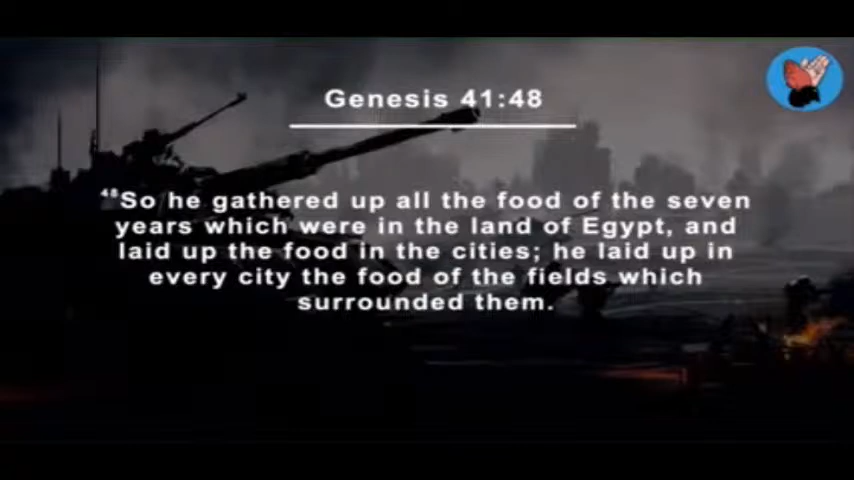 Genesis 41:48
⁴⁸So he gathered up all the food of the seven
years which were in the land of Egypt, and
laid up the food in the cities; he laid up in
every city the food of the fields which
surrounded them.